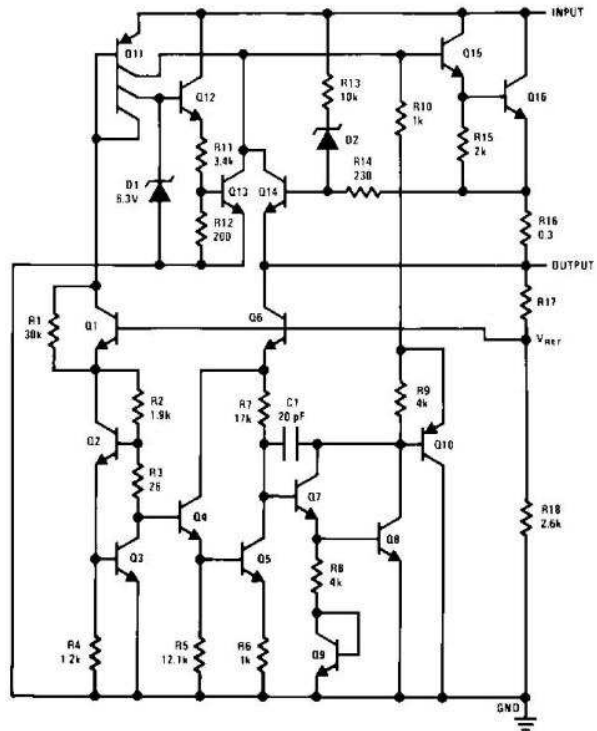 INPUT
Q11
Q15
Q12
R13
10k
R10
1k
Q16
D2
R15
2k
R11
3.4k
R14
230
D1
6.3V
Q13
Q14
R12
200
R16
0.3
OUTPUT
R1
30k
Q1
Q6
R17
VREF
R2
1.9k
R7
17k
C1
20 pF
R9
4k
Q10
Q2
R3
26
Q7
Q4
R18
2.6k
Q3
Q5
Q8
R8
4k
R4
1.2k
R5
12.1k
R6
1k
Q9
GND